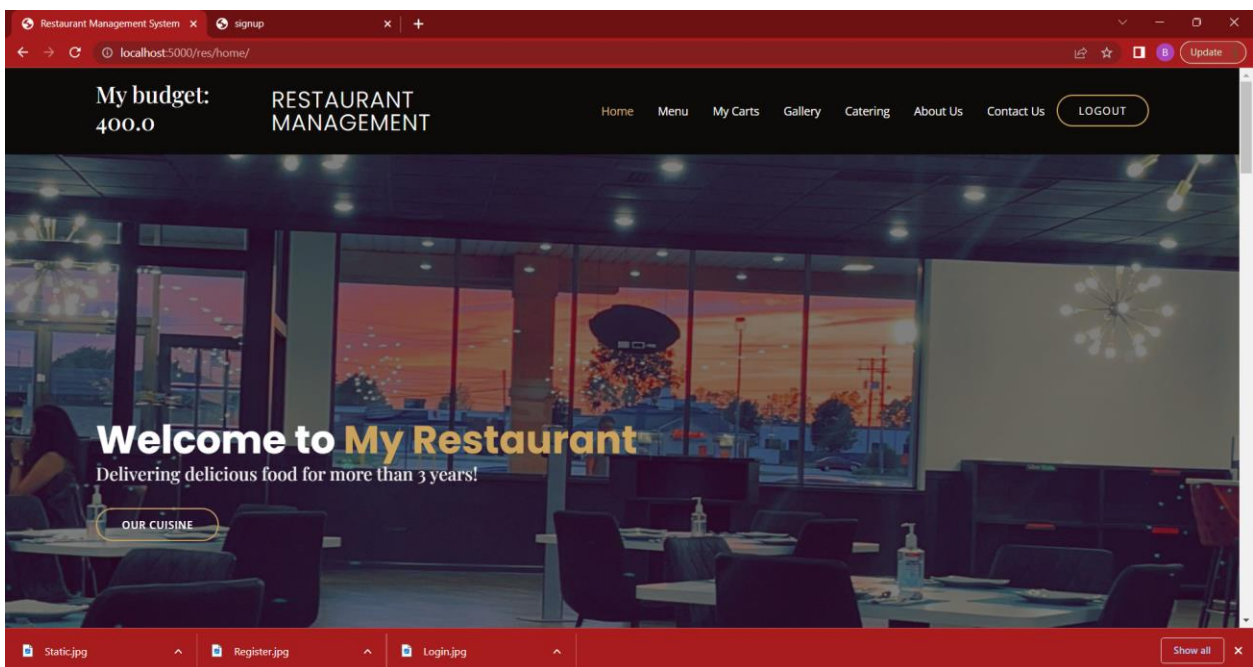 Restaurant Management System
signup
localhost:5000/res/home/
B
Update
My budget:
400.0
RESTAURANT
MANAGEMENT
Home
Menu
My Carts
Gallery
Catering
About Us
Contact Us
LOGOUT
Welcome to My Restaurant
Delivering delicious food for more than 3 years!
OUR CUISINE
Static.jpg
Register.jpg
Login.jpg
Show all